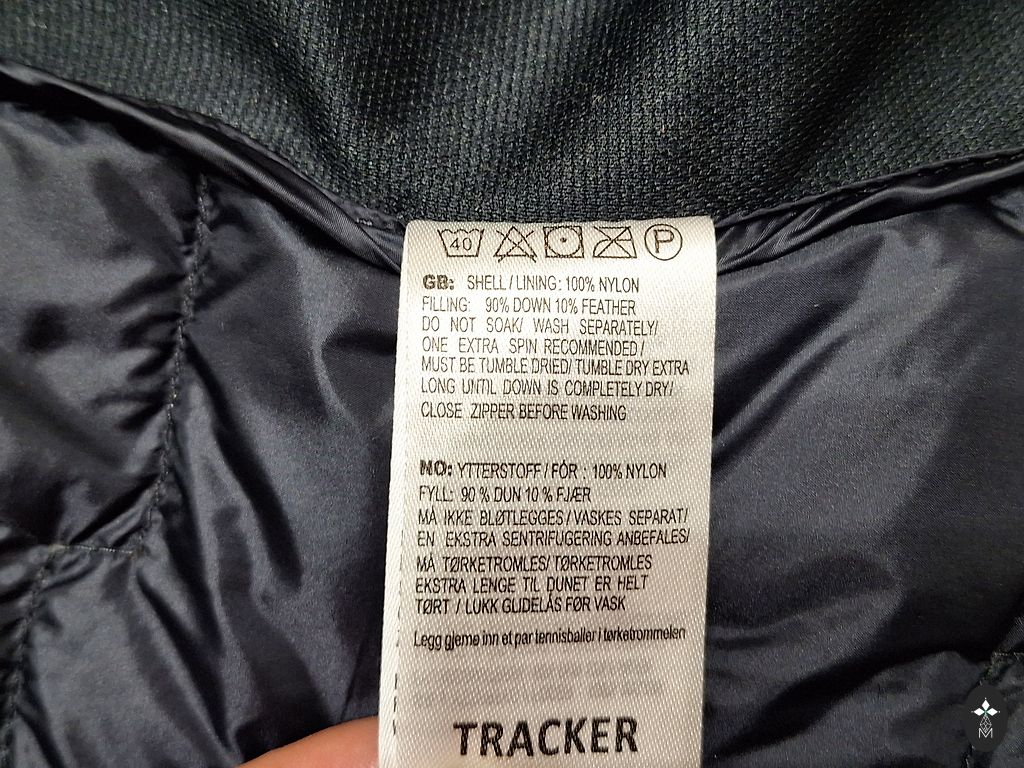 40 P
GB: SHELL / LINING: 100% NYLON
FILLING: 90% DOWN 10% FEATHER
DO NOT SOAK/ WASH SEPARATELY/
ONE EXTRA SPIN RECOMMENDED /
MUST BE TUMBLE DRIED/ TUMBLE DRY EXTRA
LONG UNTIL DOWN IS COMPLETELY DRY/
CLOSE ZIPPER BEFORE WASHING
NO: YTTERSTOFF / FÓR : 100% NYLON
FYLL: 90 % DUN 10 % FJÆR
MÅ IKKE BLØTLEGGES / VASKES SEPARAT/
EN EKSTRA SENTRIFUGERING ANBEFALES/
MÅ TØRKETROMLES/ TØRKETROMLES
EKSTRA LENGE TIL DUNET ER HELT
TØRT / LUKK GLIDELÅS FØR VASK
Legg gjerne inn et par tennisballer i tørketrommelen
TRACKER
M